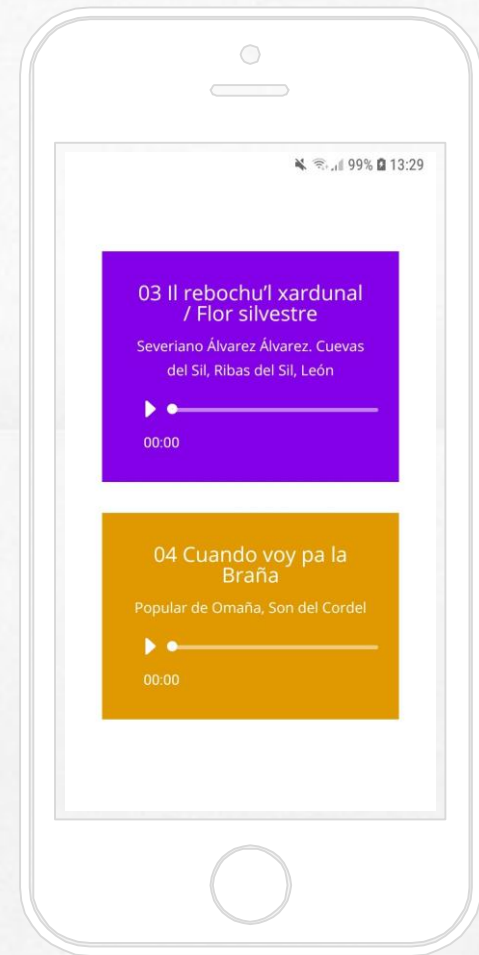 99% 13:29
03 Il rebochu'l xardunal
/ Flor silvestre
Severiano Álvarez Álvarez. Cuevas
del Sil, Ribas del Sil, León
00:00
04 Cuando voy pa la
Braña
Popular de Omaña, Son del Cordel
00:00